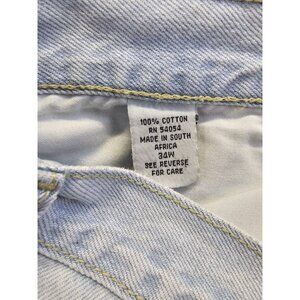 100% COTTON
RN 54054
MADE IN SOUTH
AFRICA
34W
SEE REVERSE
FOR CARE